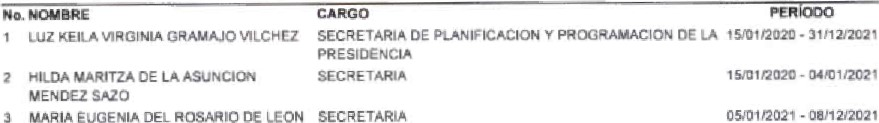 No. NOMBRE CARGO PERÍODO
1 LUZ KEILA VIRGINIA GRAMAJO VILCHEZ SECRETARIA DE PLANIFICACION Y PROGRAMACION DE LA 15/01/2020 - 31/12/2021
PRESIDENCIA
2 HILDA MARITZA DE LA ASUNCION SECRETARIA 15/01/2020 - 04/01/2021
MENDEZ SAZO
3 MARIA EUGENIA DEL ROSARIO DE LEON SECRETARIA 05/01/2021 - 08/12/2021